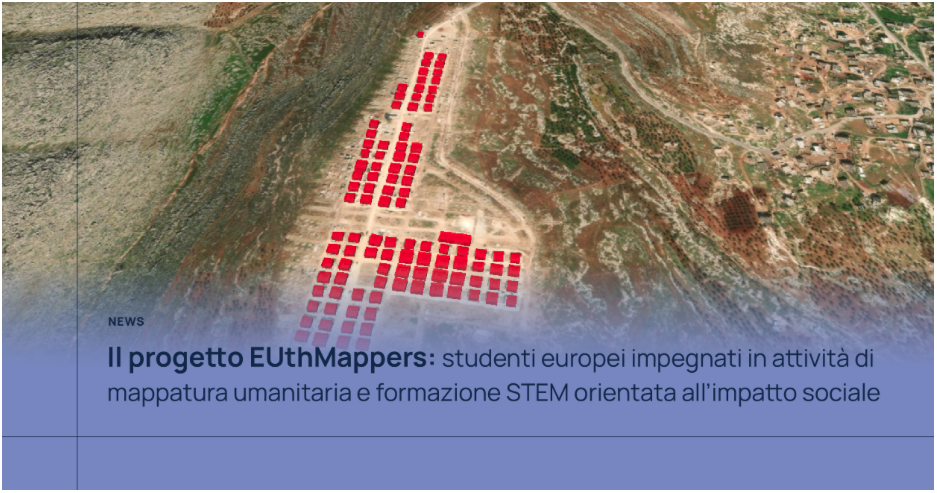 NEWS
Il progetto EUthMappers: studenti europei impegnati in attività di
mappatura umanitaria e formazione STEM orientata all'impatto sociale